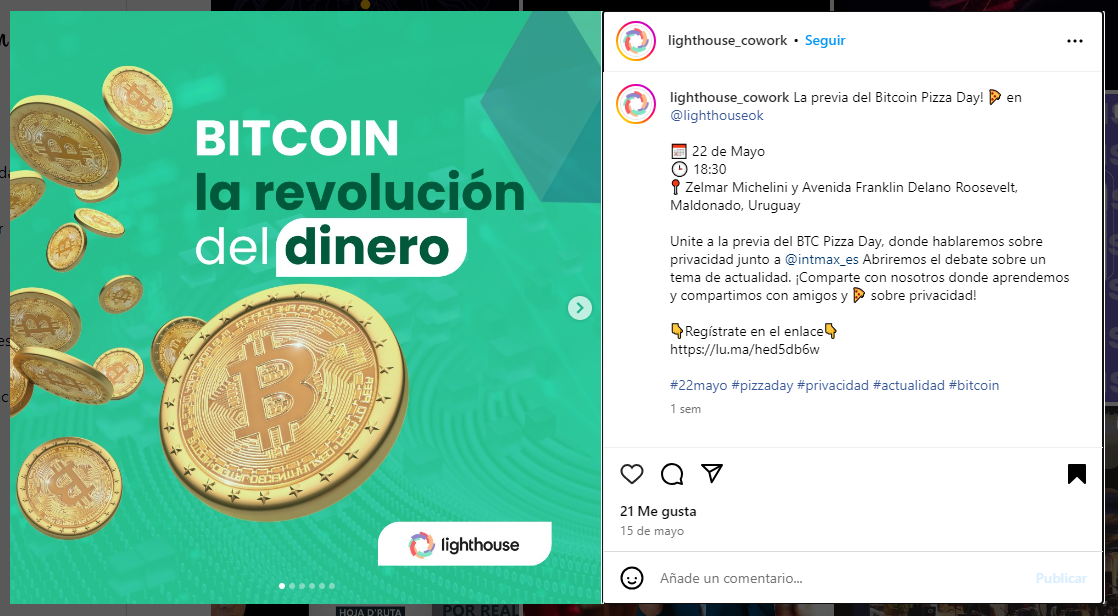 BITCOIN
la revolución
del dinero
lighthouse
lighthouse_cowork • Seguir
lighthouse_cowork La previa del Bitcoin Pizza Day! 🍕 en
@lighthouseok
📅 22 de Mayo
🕒 18:30
📍 Zelmar Michelini y Avenida Franklin Delano Roosevelt,
Maldonado, Uruguay
Unite a la previa del BTC Pizza Day, donde hablaremos sobre
privacidad junto a @intmax_es Abriremos el debate sobre un
tema de actualidad. ¡Comparte con nosotros donde aprendemos
y compartimos con amigos y 🍕 sobre privacidad!
👇Regístrate en el enlace👇
https://lu.ma/hed5db6w
#22mayo #pizzaday #privacidad #actualidad #bitcoin
1 sem
21 Me gusta
15 de mayo
Añade un comentario...
Publicar
HOJA D'RUTA
POR REAL